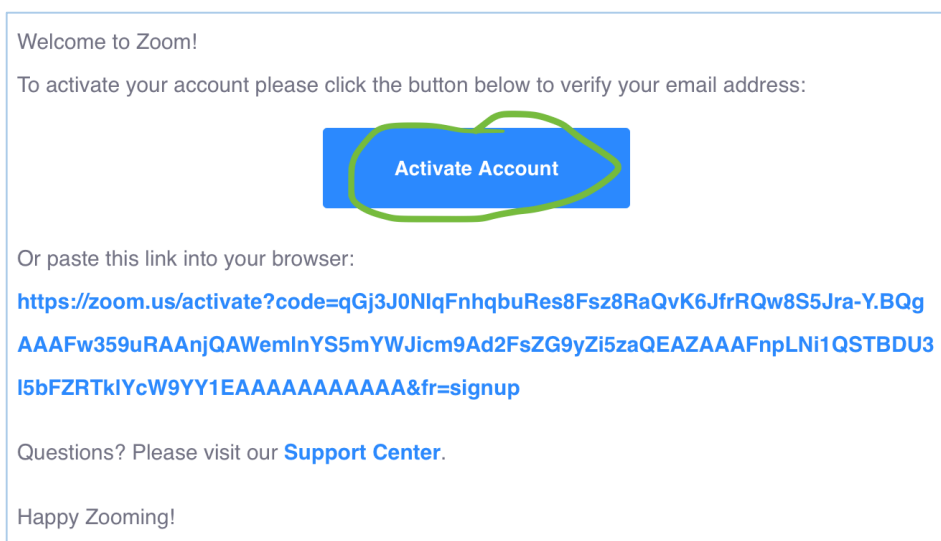 Welcome to Zoom!
To activate your account please click the button below to verify your email address:
Activate Account
Or paste this link into your browser:
https://zoom.us/activate?code=qGj3J0NlqFnhqbuRes8Fsz8RaQvK6JfrRQw8S5Jra-Y.BQg
AAAFw359uRAAnjQAWemlnYS5mYWJicm9Ad2FsZG9yZi5zaQEAZAAAFnpLNi1QSTBDU3
l5bFZRTklYcW9YY1EAAAAAAAAAAA&fr=signup
Questions? Please visit our Support Center.
Happy Zooming!